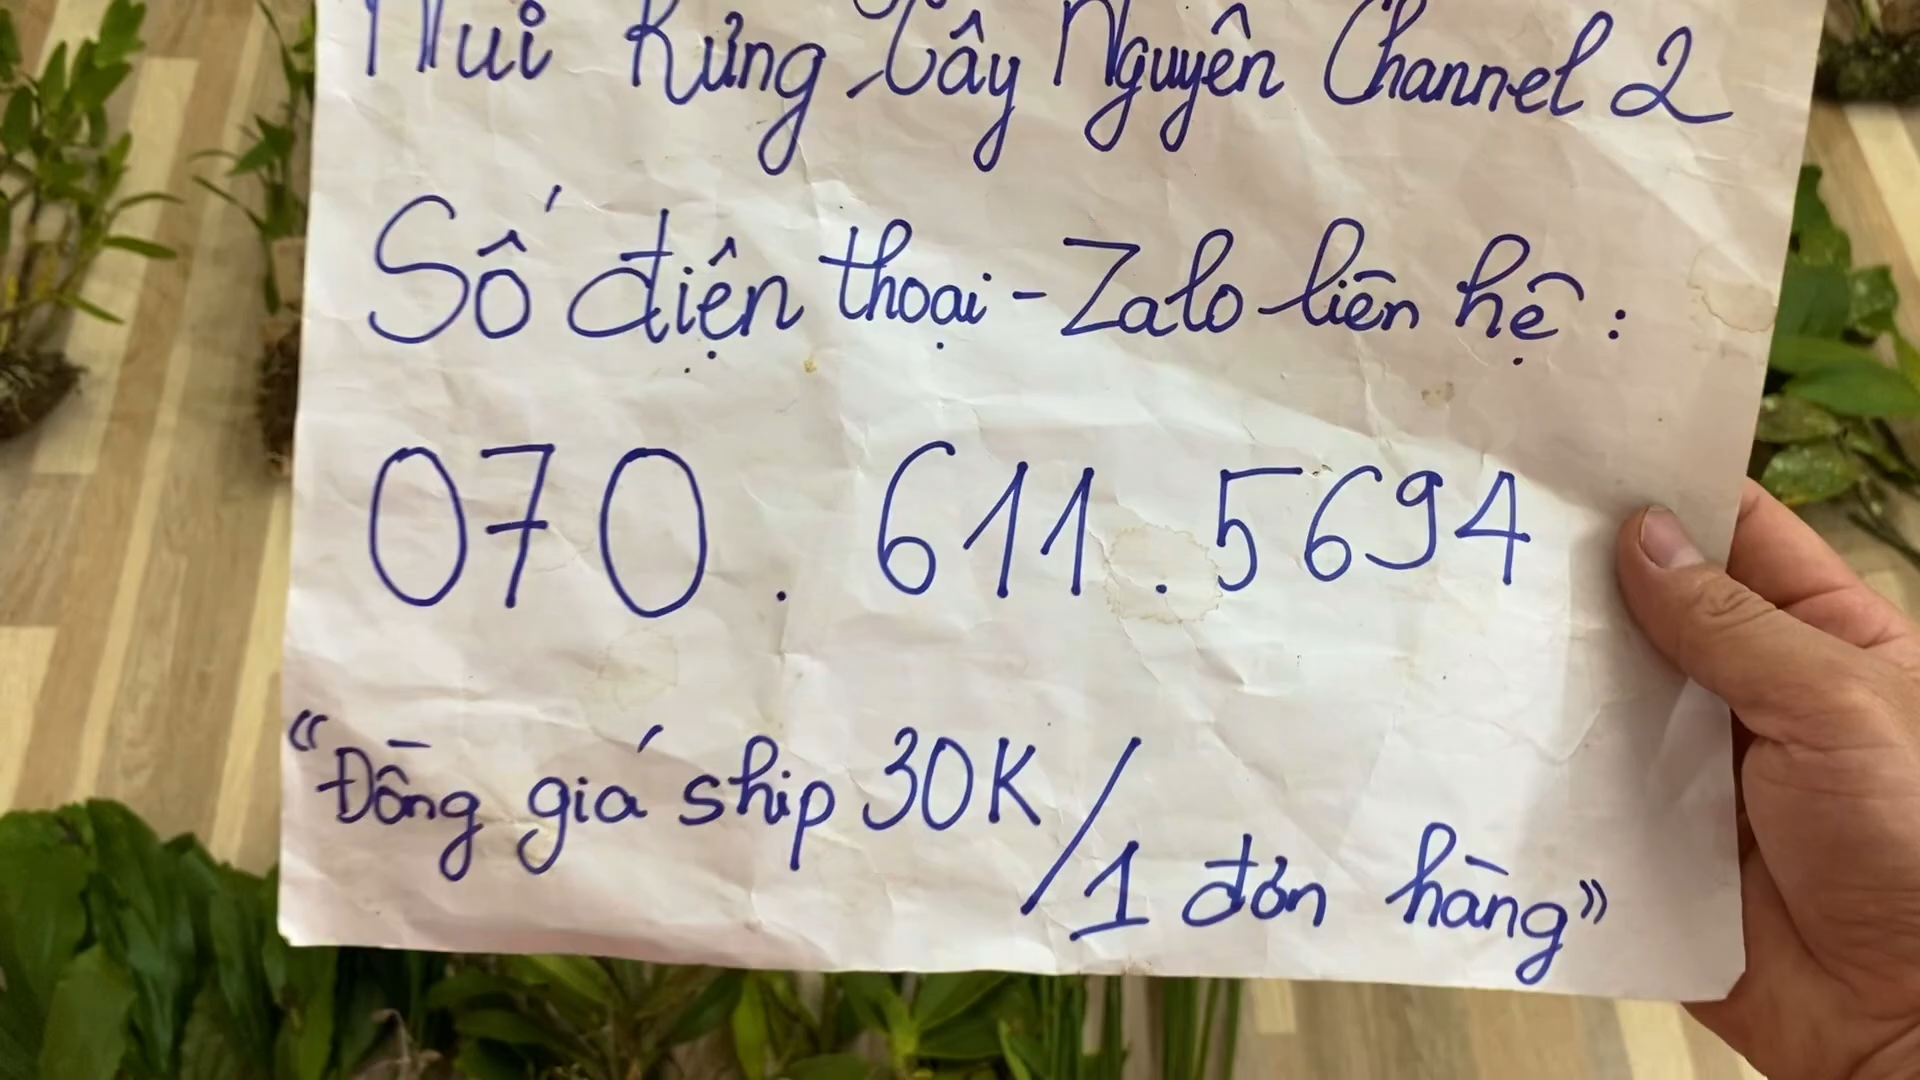 Núi Rừng Tây Nguyên Channel 2
Số điện thoại - Zalo liên hệ :
070 . 611 . 5694
“Đồng giá ship 30K/
1 đơn hàng”